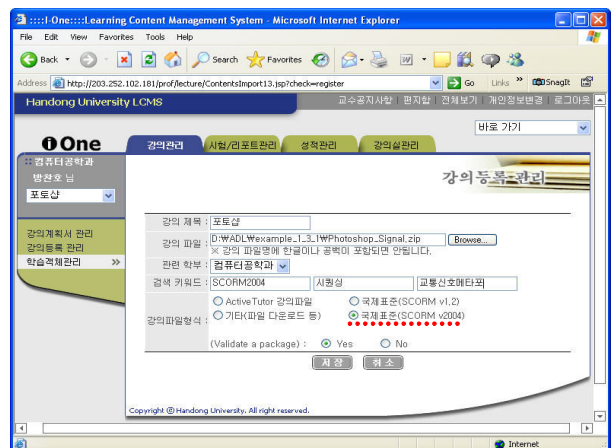 ::::I-One::::Learning Content Management System - Microsoft Internet Explorer
File Edit View Favorites Tools Help
Back Search Favorites
Address http://203.252.102.181/prof/lecture/ContentsImport13.jsp?check=register Go Links » SnagIt
Handong University LCMS 교수공지사항 | 편지함 | 전체보기 | 개인정보변경 | 로그아웃
바로 가기
i One 강의관리 시험/리포트관리 성적관리 강의실관리
:: 컴퓨터공학과
방찬호 님
포토샵
강의등록 관리
강의계획서 관리
강의등록 관리
학습객체관리 »
강의 제목 : 포토샵
강의 파일 : D:₩ADL₩example_1_3_1₩Photoshop_Signal.zip Browse...
※ 강의 파일명에 한글이나 공백이 포함되면 안됩니다.
관련 학부 : 컴퓨터공학과
검색 키워드 : SCORM2004 시퀀싱 교통신호메타포
강의파일형식 : ActiveTutor 강의파일 국제표준(SCORM v1,2)
기타(파일 다운로드 등) 국제표준(SCORM v2004)
(Validate a package) : Yes No
저장 취소
Copyright @ Handong University. All right reserved.
Internet